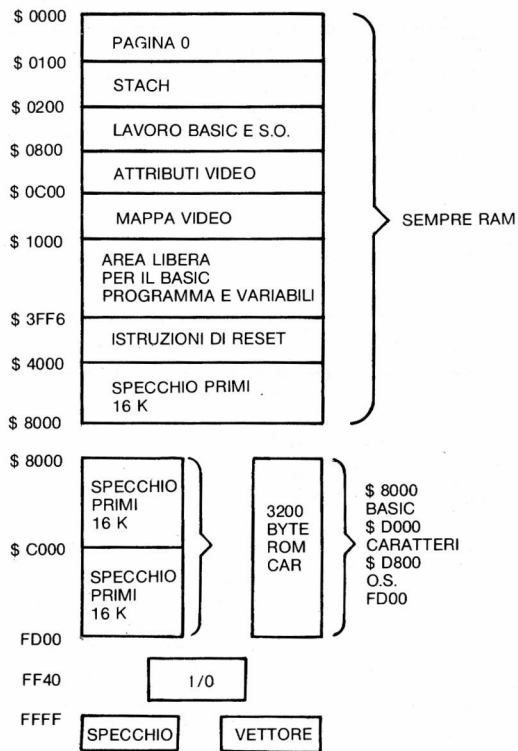 $ 0000
PAGINA 0
$ 0100
STACH
$ 0200
LAVORO BASIC E S.O.
$ 0800
ATTRIBUTI VIDEO
$ 0C00
MAPPA VIDEO
$ 1000
AREA LIBERA
PER IL BASIC
PROGRAMMA E VARIABILI
$ 3FF6
ISTRUZIONI DI RESET
$ 4000
SPECCHIO PRIMI
16 K
$ 8000
SEMPRE RAM
$ 8000
SPECCHIO
PRIMI
16 K
$ C000
SPECCHIO
PRIMI
16 K
FD00
3200
BYTE
ROM
CAR
$ 8000
BASIC
$ D000
CARATTERI
$ D800
O.S.
FD00
FF40
1/0
FFFF
SPECCHIO
VETTORE